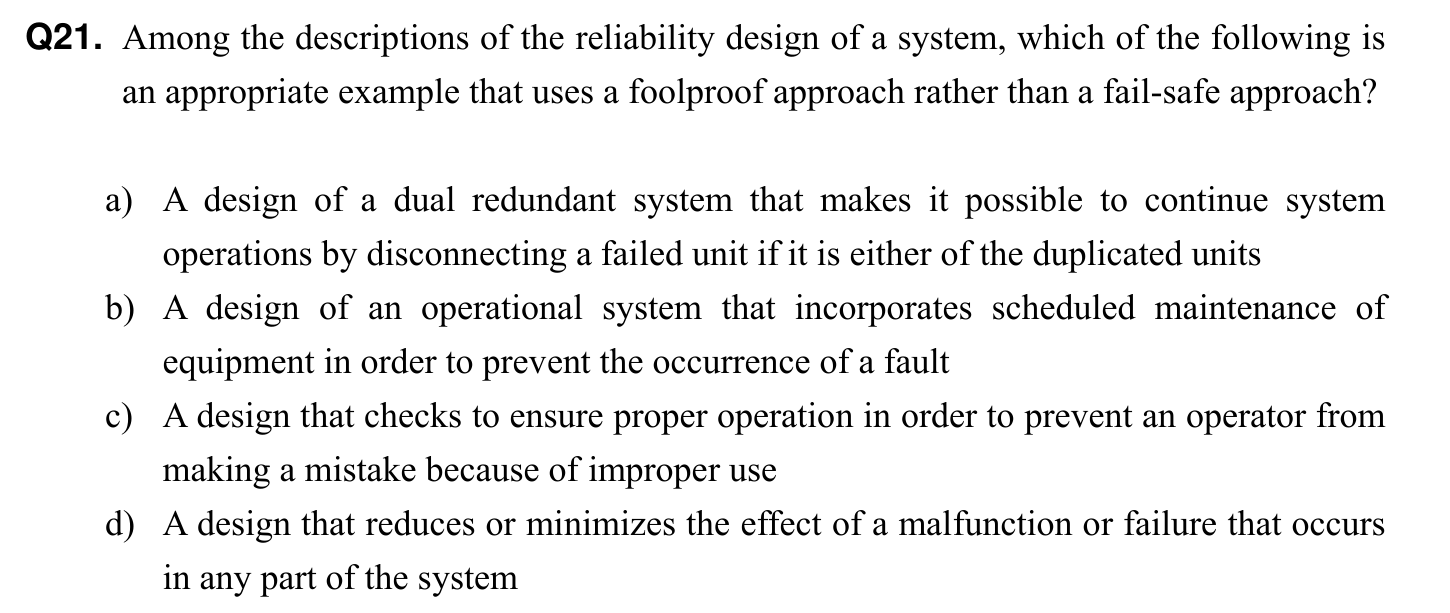 Q21. Among the descriptions of the reliability design of a system, which of the following is
an appropriate example that uses a foolproof approach rather than a fail-safe approach?
a) A design of a dual redundant system that makes it possible to continue system
operations by disconnecting a failed unit if it is either of the duplicated units
b) A design of an operational system that incorporates scheduled maintenance of
equipment in order to prevent the occurrence of a fault
c) A design that checks to ensure proper operation in order to prevent an operator from
making a mistake because of improper use
d) A design that reduces or minimizes the effect of a malfunction or failure that occurs
in any part of the system